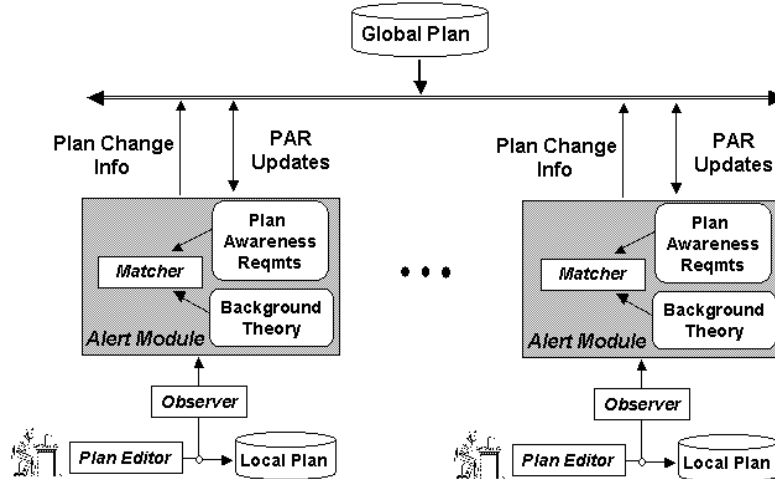 Global Plan
Plan Change
Info
PAR
Updates
Plan
Awareness
Reqmts
Matcher
Background
Theory
Alert Module
Observer
Plan Editor
Local Plan
Plan Change
Info
PAR
Updates
Plan
Awareness
Reqmts
Matcher
Background
Theory
Alert Module
Observer
Plan Editor
Local Plan